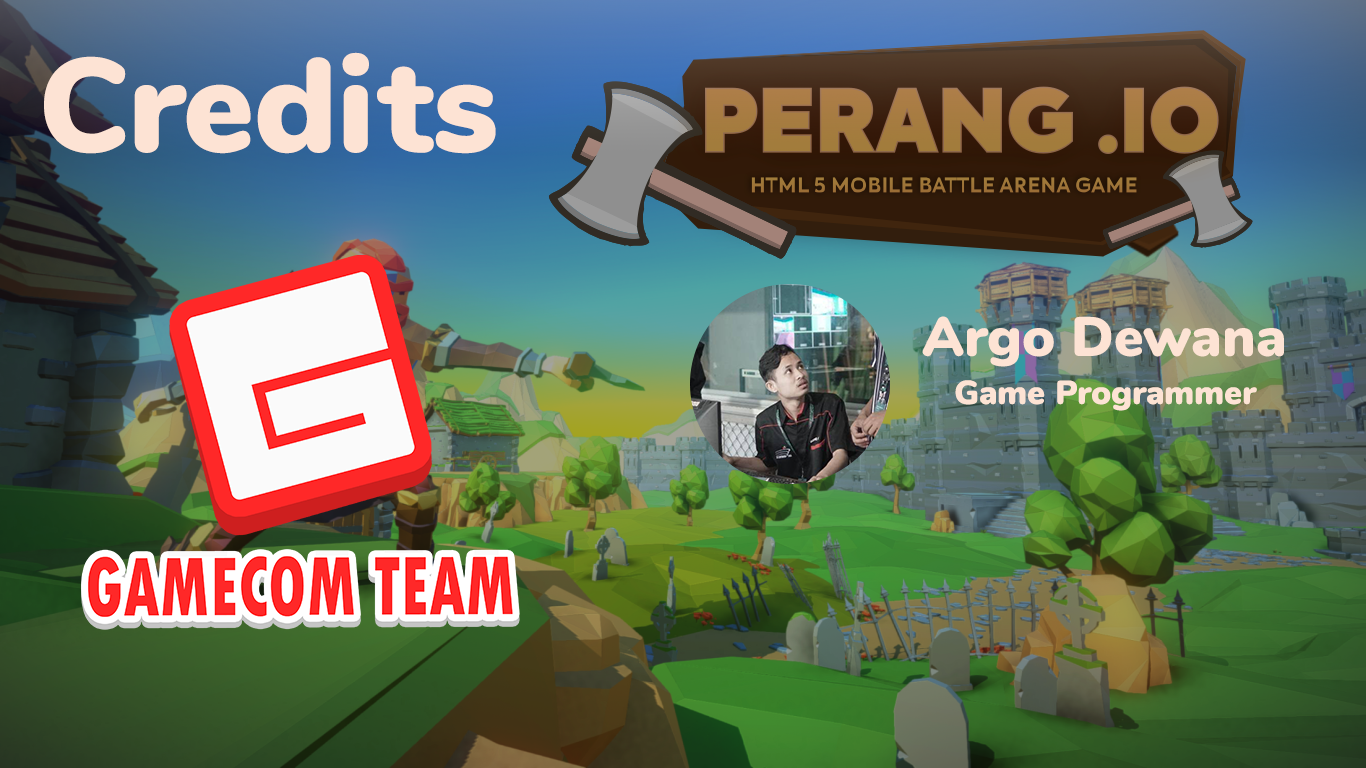 Credits
PERANG .IO
HTML 5 MOBILE BATTLE ARENA GAME
Argo Dewana
Game Programmer
GAMECOM TEAM